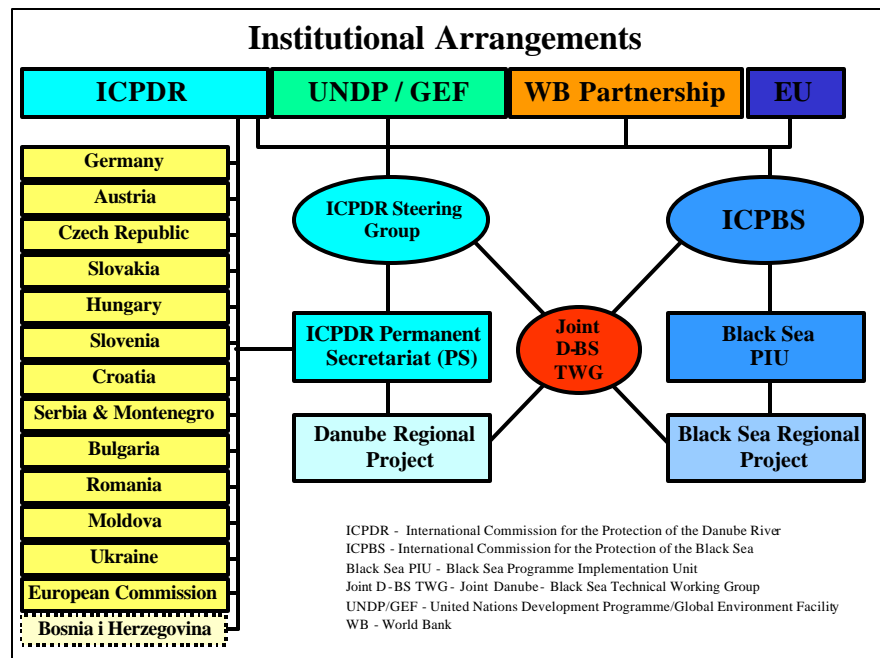 Institutional Arrangements
ICPDR
UNDP / GEF
WB Partnership
EU
Germany
Austria
Czech Republic
Slovakia
Hungary
Slovenia
Croatia
Serbia & Montenegro
Bulgaria
Romania
Moldova
Ukraine
European Commission
Bosnia i Herzegovina
ICPDR Steering
Group
ICPBS
ICPDR Permanent
Secretariat (PS)
Joint
D-BS
TWG
Black Sea
PIU
Danube Regional
Project
Black Sea Regional
Project
ICPDR - International Commission for the Protection of the Danube River
ICPBS - International Commission for the Protection of the Black Sea
Black Sea PIU - Black Sea Programme Implementation Unit
Joint D-BS TWG - Joint Danube- Black Sea Technical Working Group
UNDP/GEF - United Nations Development Programme/Global Environment Facility
WB - World Bank